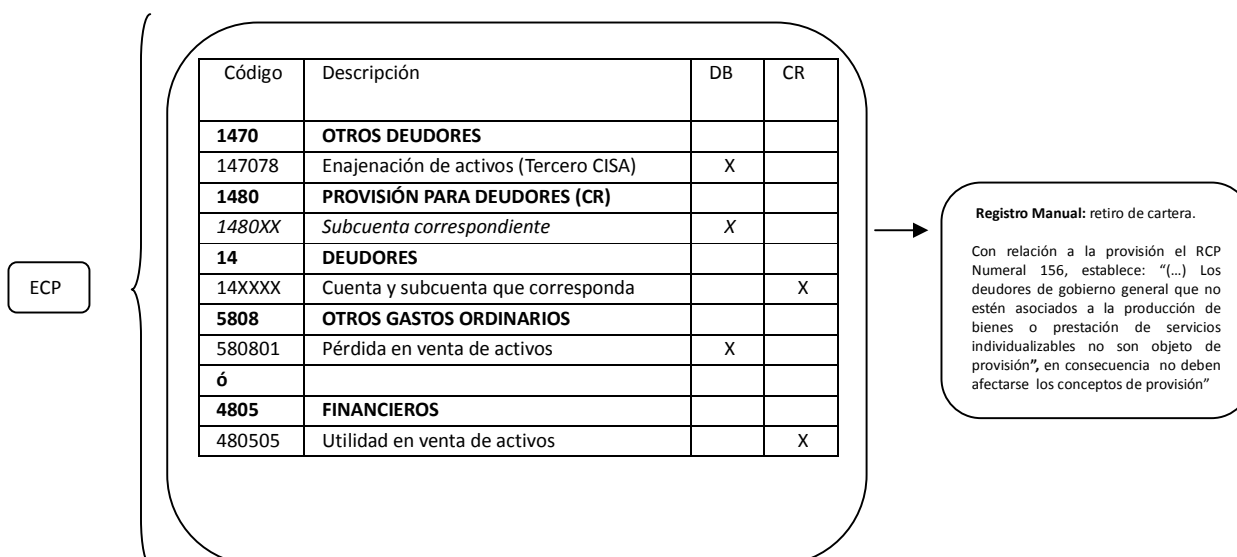 ECP
Código Descripción DB CR
1470 OTROS DEUDORES
147078 Enajenación de activos (Tercero CISA) X
1480 PROVISIÓN PARA DEUDORES (CR)
1480XX Subcuenta correspondiente X
14 DEUDORES
14XXXX Cuenta y subcuenta que corresponda X
5808 OTROS GASTOS ORDINARIOS
580801 Pérdida en venta de activos X
ó
4805 FINANCIEROS
480505 Utilidad en venta de activos X
Registro Manual: retiro de cartera.
Con relación a la provisión el RCP
Numeral 156, establece: “(…) Los
deudores de gobierno general que no
estén asociados a la producción de
bienes o prestación de servicios
individualizables no son objeto de
provisión”, en consecuencia no deben
afectarse los conceptos de provisión”